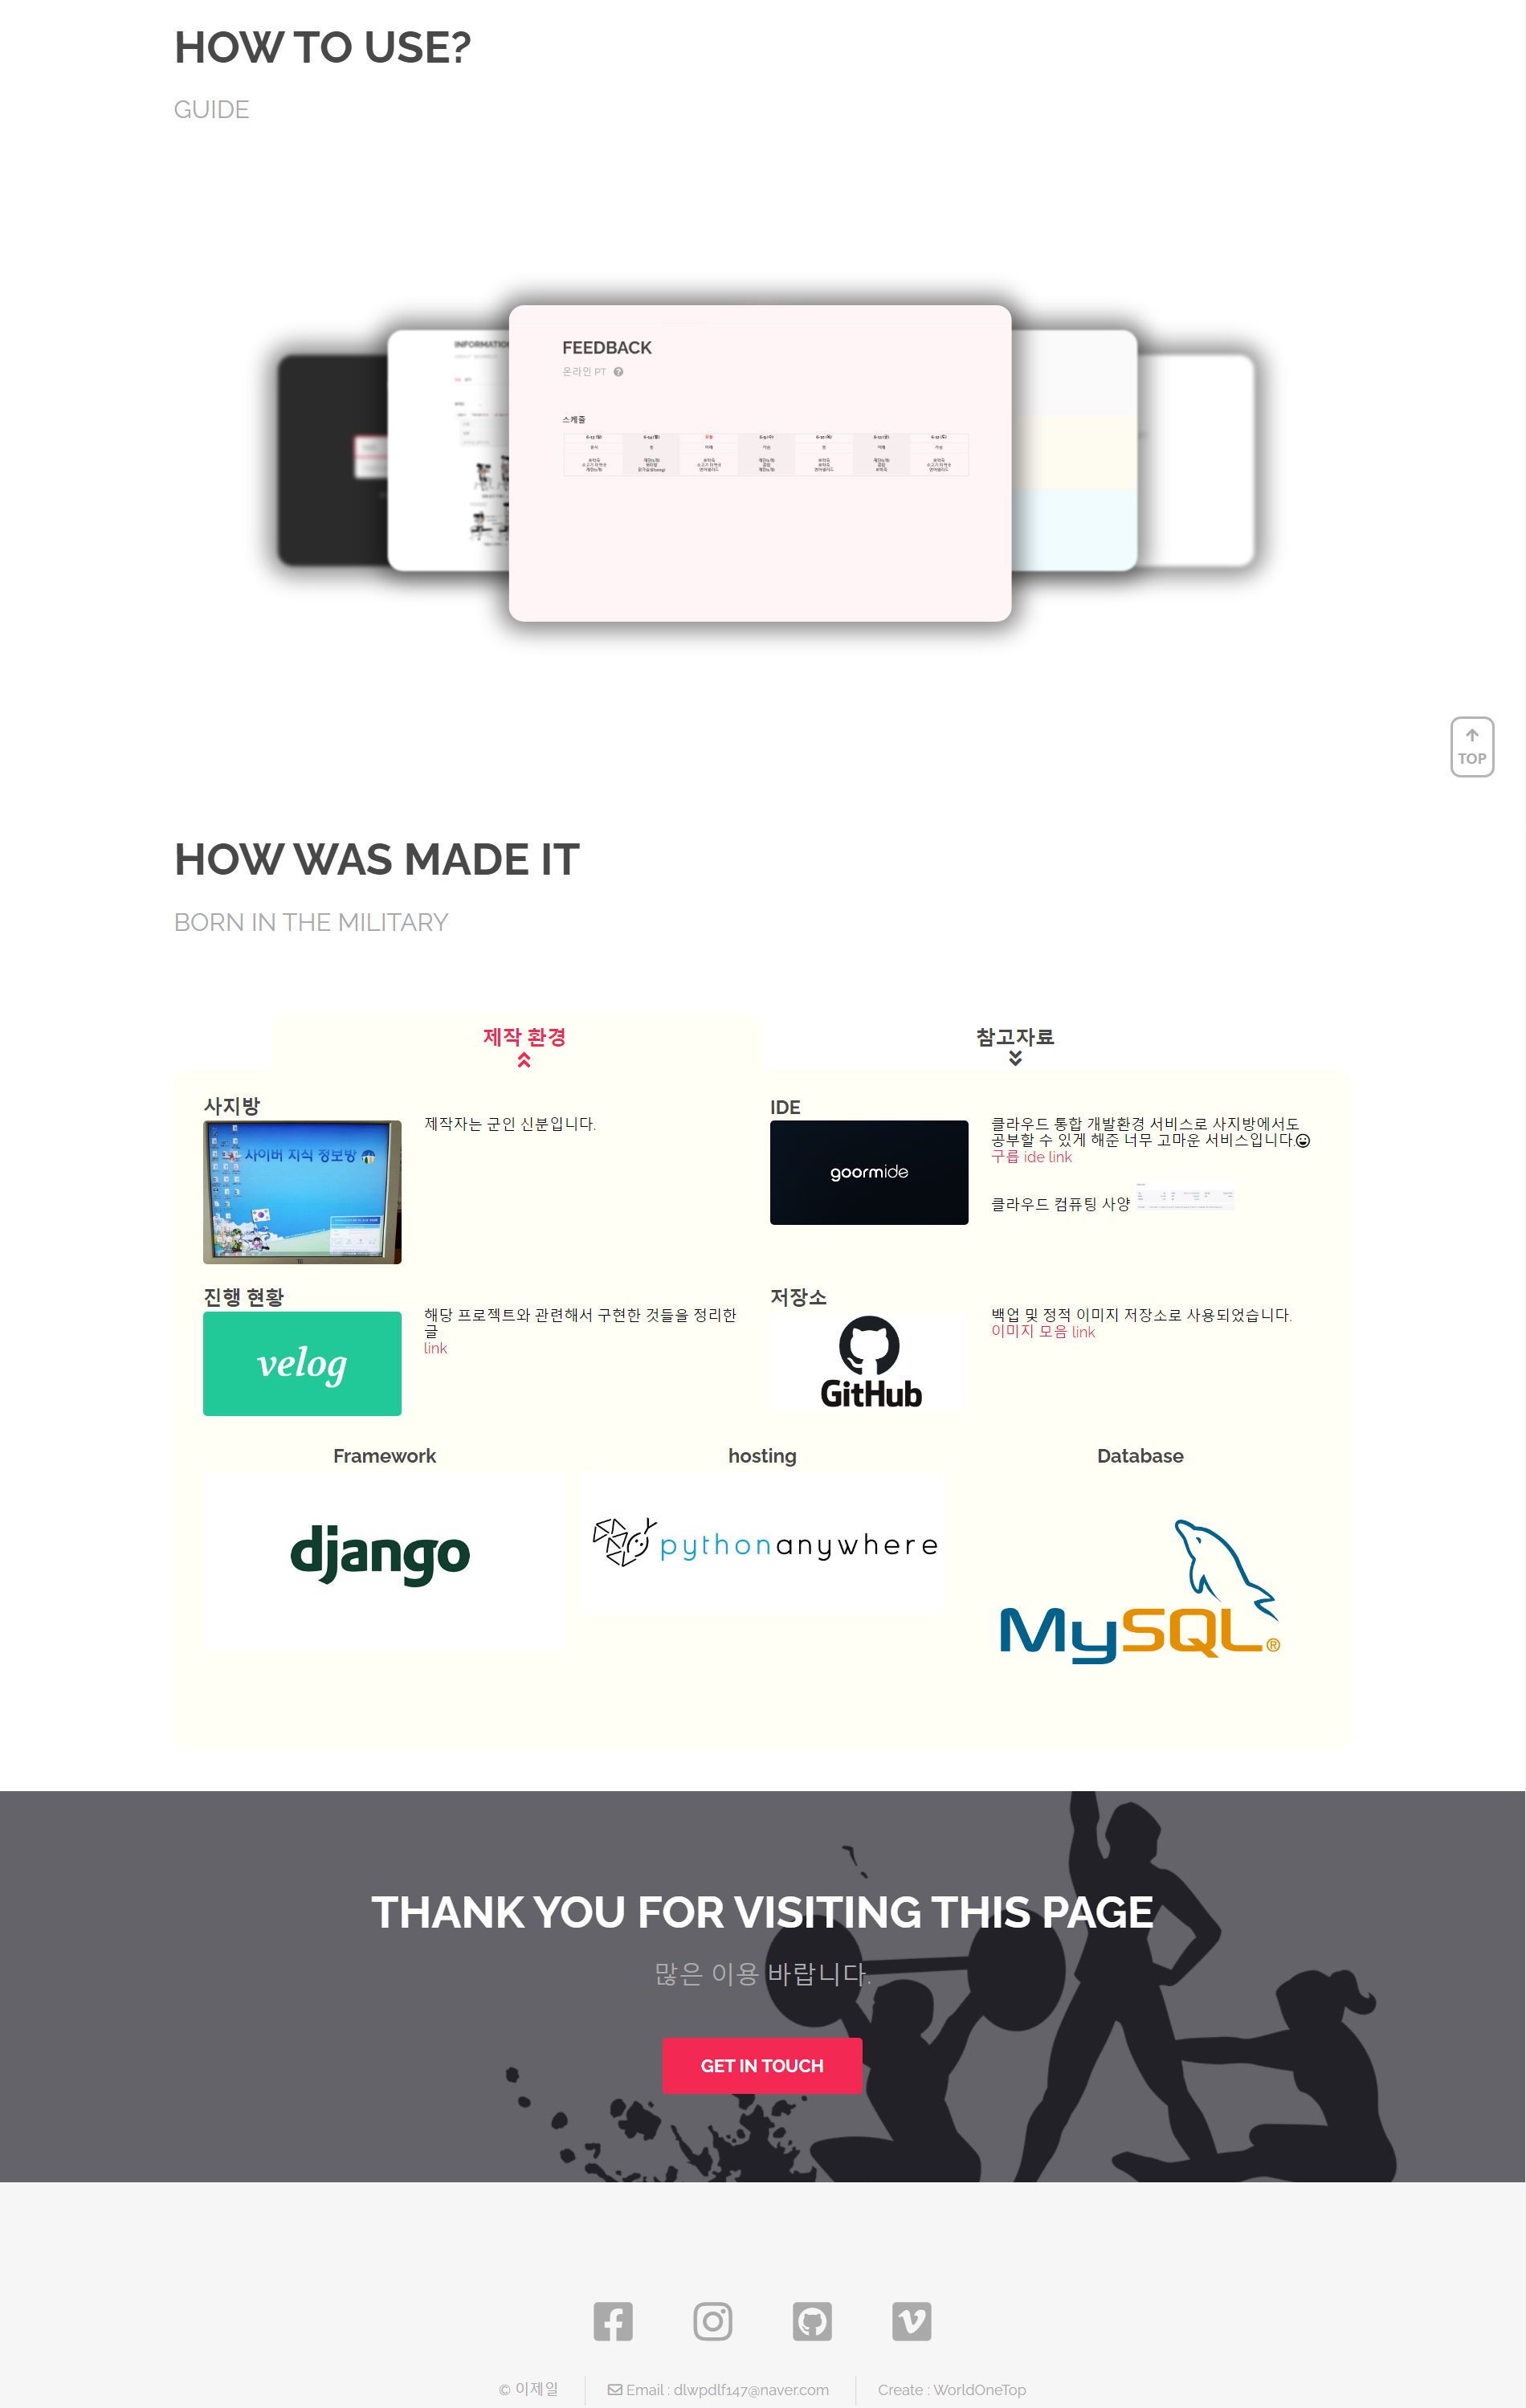 HOW TO USE?
GUIDE
INFORMATION
FEEDBACK
온라인 PT
스케줄
TOP
HOW WAS MADE IT
BORN IN THE MILITARY
제작 환경
참고자료
사지방
사이버 지식 정보방
제작자는 군인 신분입니다.
IDE
goormide
클라우드 통합 개발환경 서비스로 사지방에서도
공부할 수 있게 해준 너무 고마운 서비스입니다.
구름 ide link
클라우드 컴퓨팅 사양
진행 현황
velog
해당 프로젝트와 관련해서 구현한 것들을 정리한
글
link
저장소
GitHub
백업 및 정적 이미지 저장소로 사용되었습니다.
이미지 모음 link
Framework
hosting
Database
django
pythonanywhere
MySQL®
THANK YOU FOR VISITING THIS PAGE
많은 이용 바랍니다.
GET IN TOUCH
© 이제일
Email : dlwpdlf147@naver.com
Create : WorldOneTop